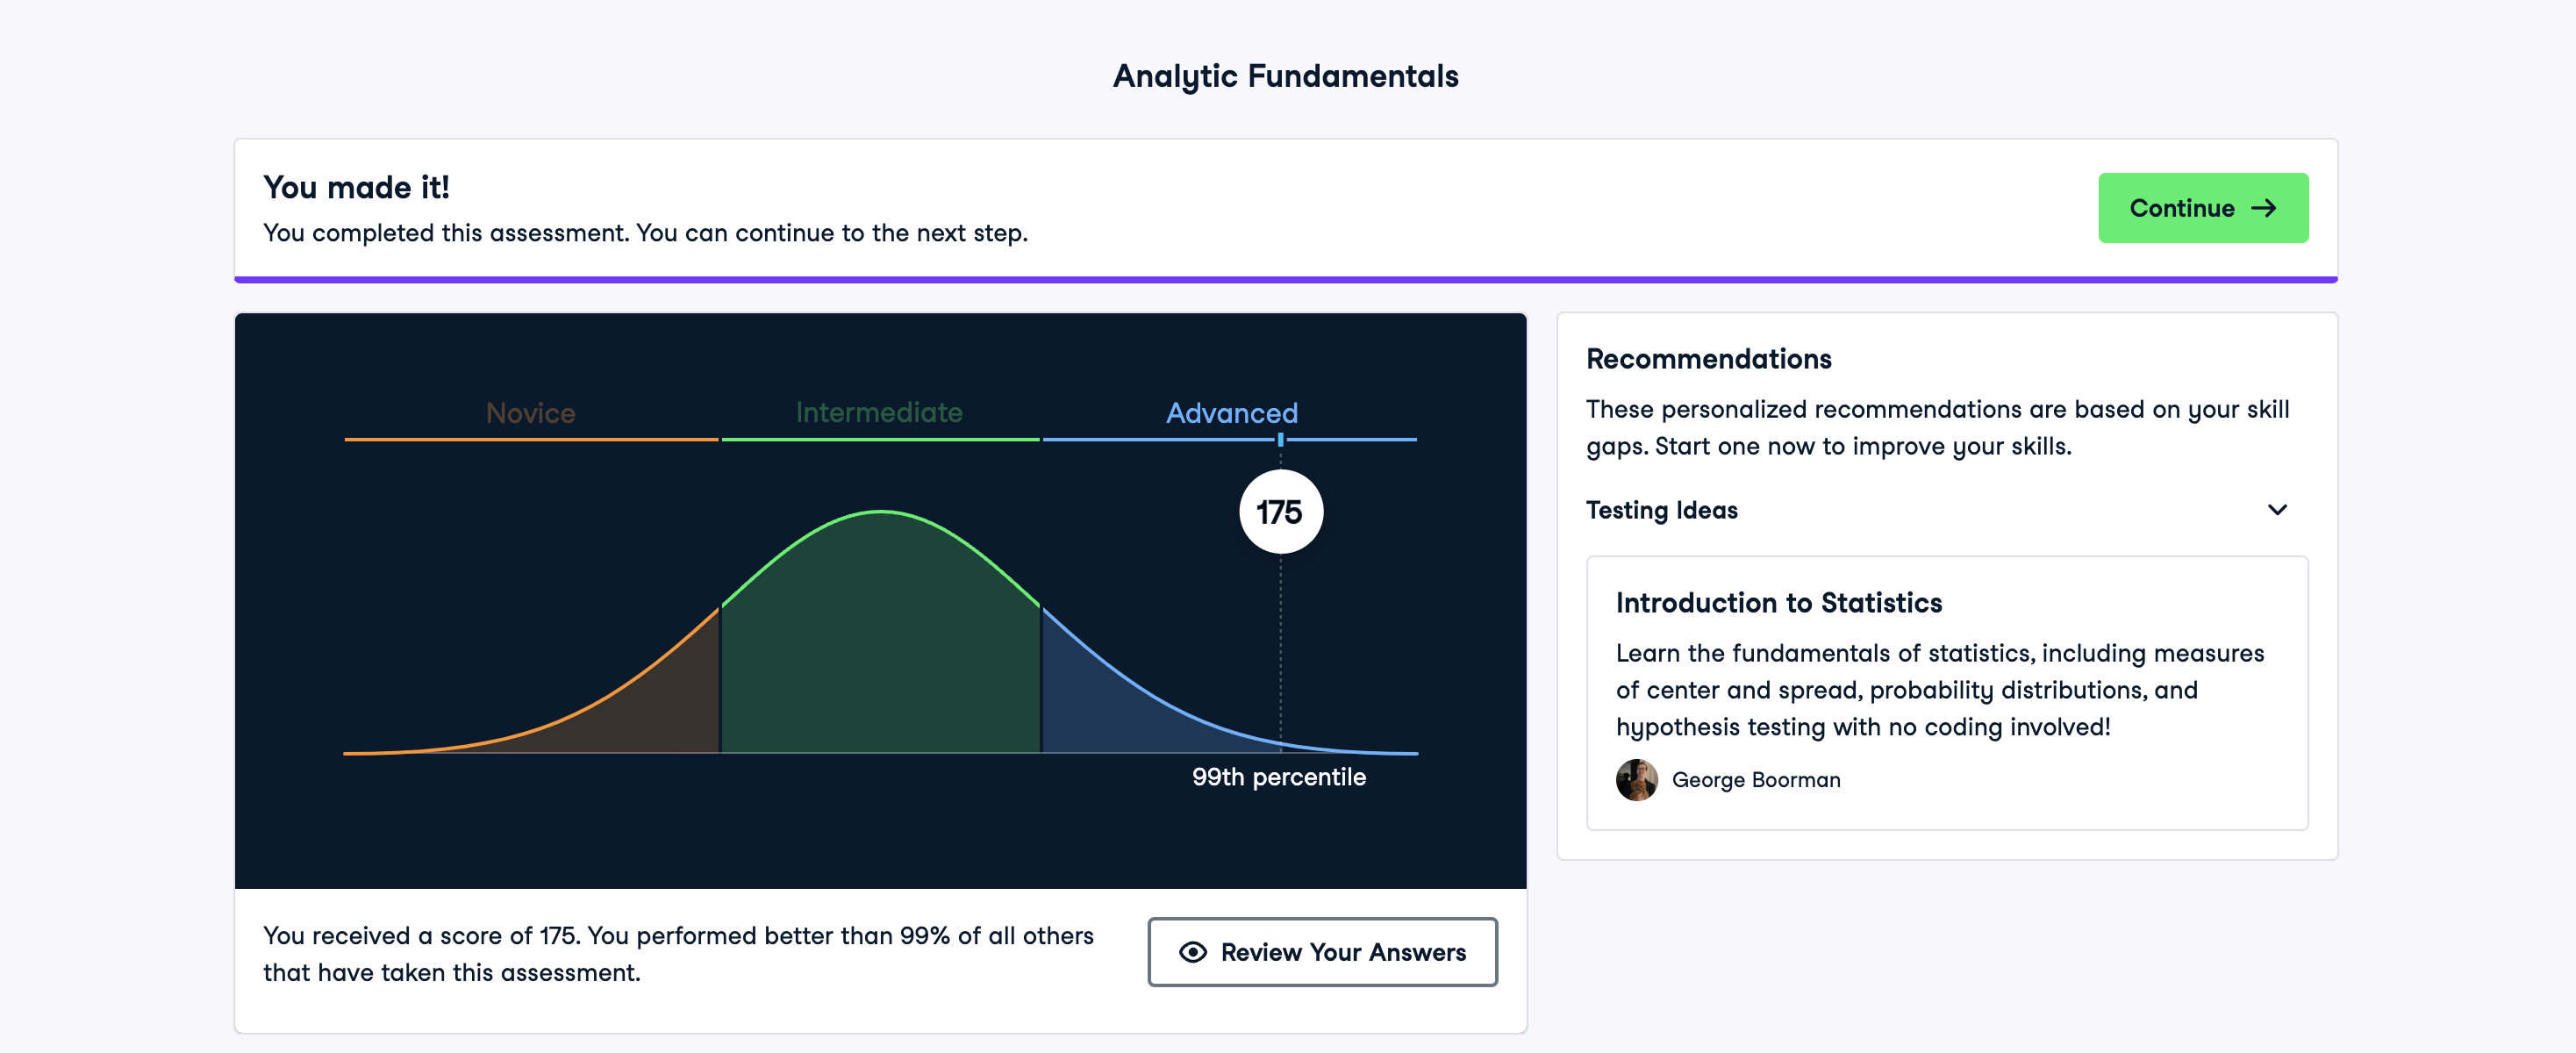 Analytic Fundamentals
You made it!
You completed this assessment. You can continue to the next step.
Continue
Novice
Intermediate
Advanced
175
99th percentile
You received a score of 175. You performed better than 99% of all others
that have taken this assessment.
Review Your Answers
Recommendations
These personalized recommendations are based on your skill
gaps. Start one now to improve your skills.
Testing Ideas
Introduction to Statistics
Learn the fundamentals of statistics, including measures
of center and spread, probability distributions, and
hypothesis testing with no coding involved!
George Boorman